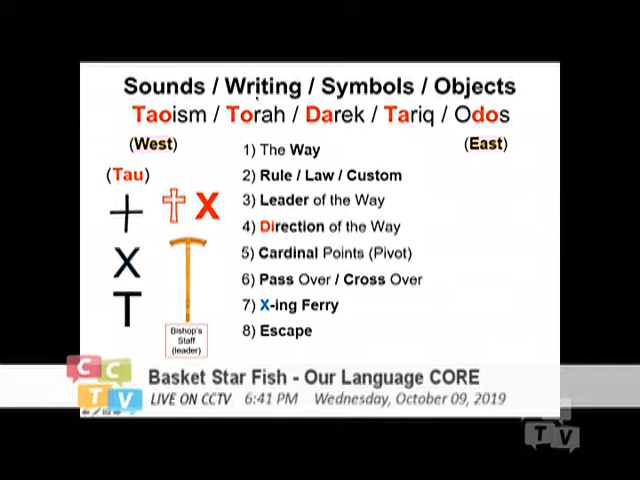 Sounds / Writing / Symbols / Objects
Taoism / Torah / Darek / Tariq / Odos
(West)
(East)
(Tau)
1) The Way
2) Rule / Law / Custom
3) Leader of the Way
4) Direction of the Way
5) Cardinal Points (Pivot)
6) Pass Over / Cross Over
7) X-ing Ferry
8) Escape
X
X
T
Bishop's
Staff
(leader)
CCTV
Basket Star Fish - Our Language CORE
LIVE ON CCTV 6:41 PM Wednesday, October 09, 2019
TV